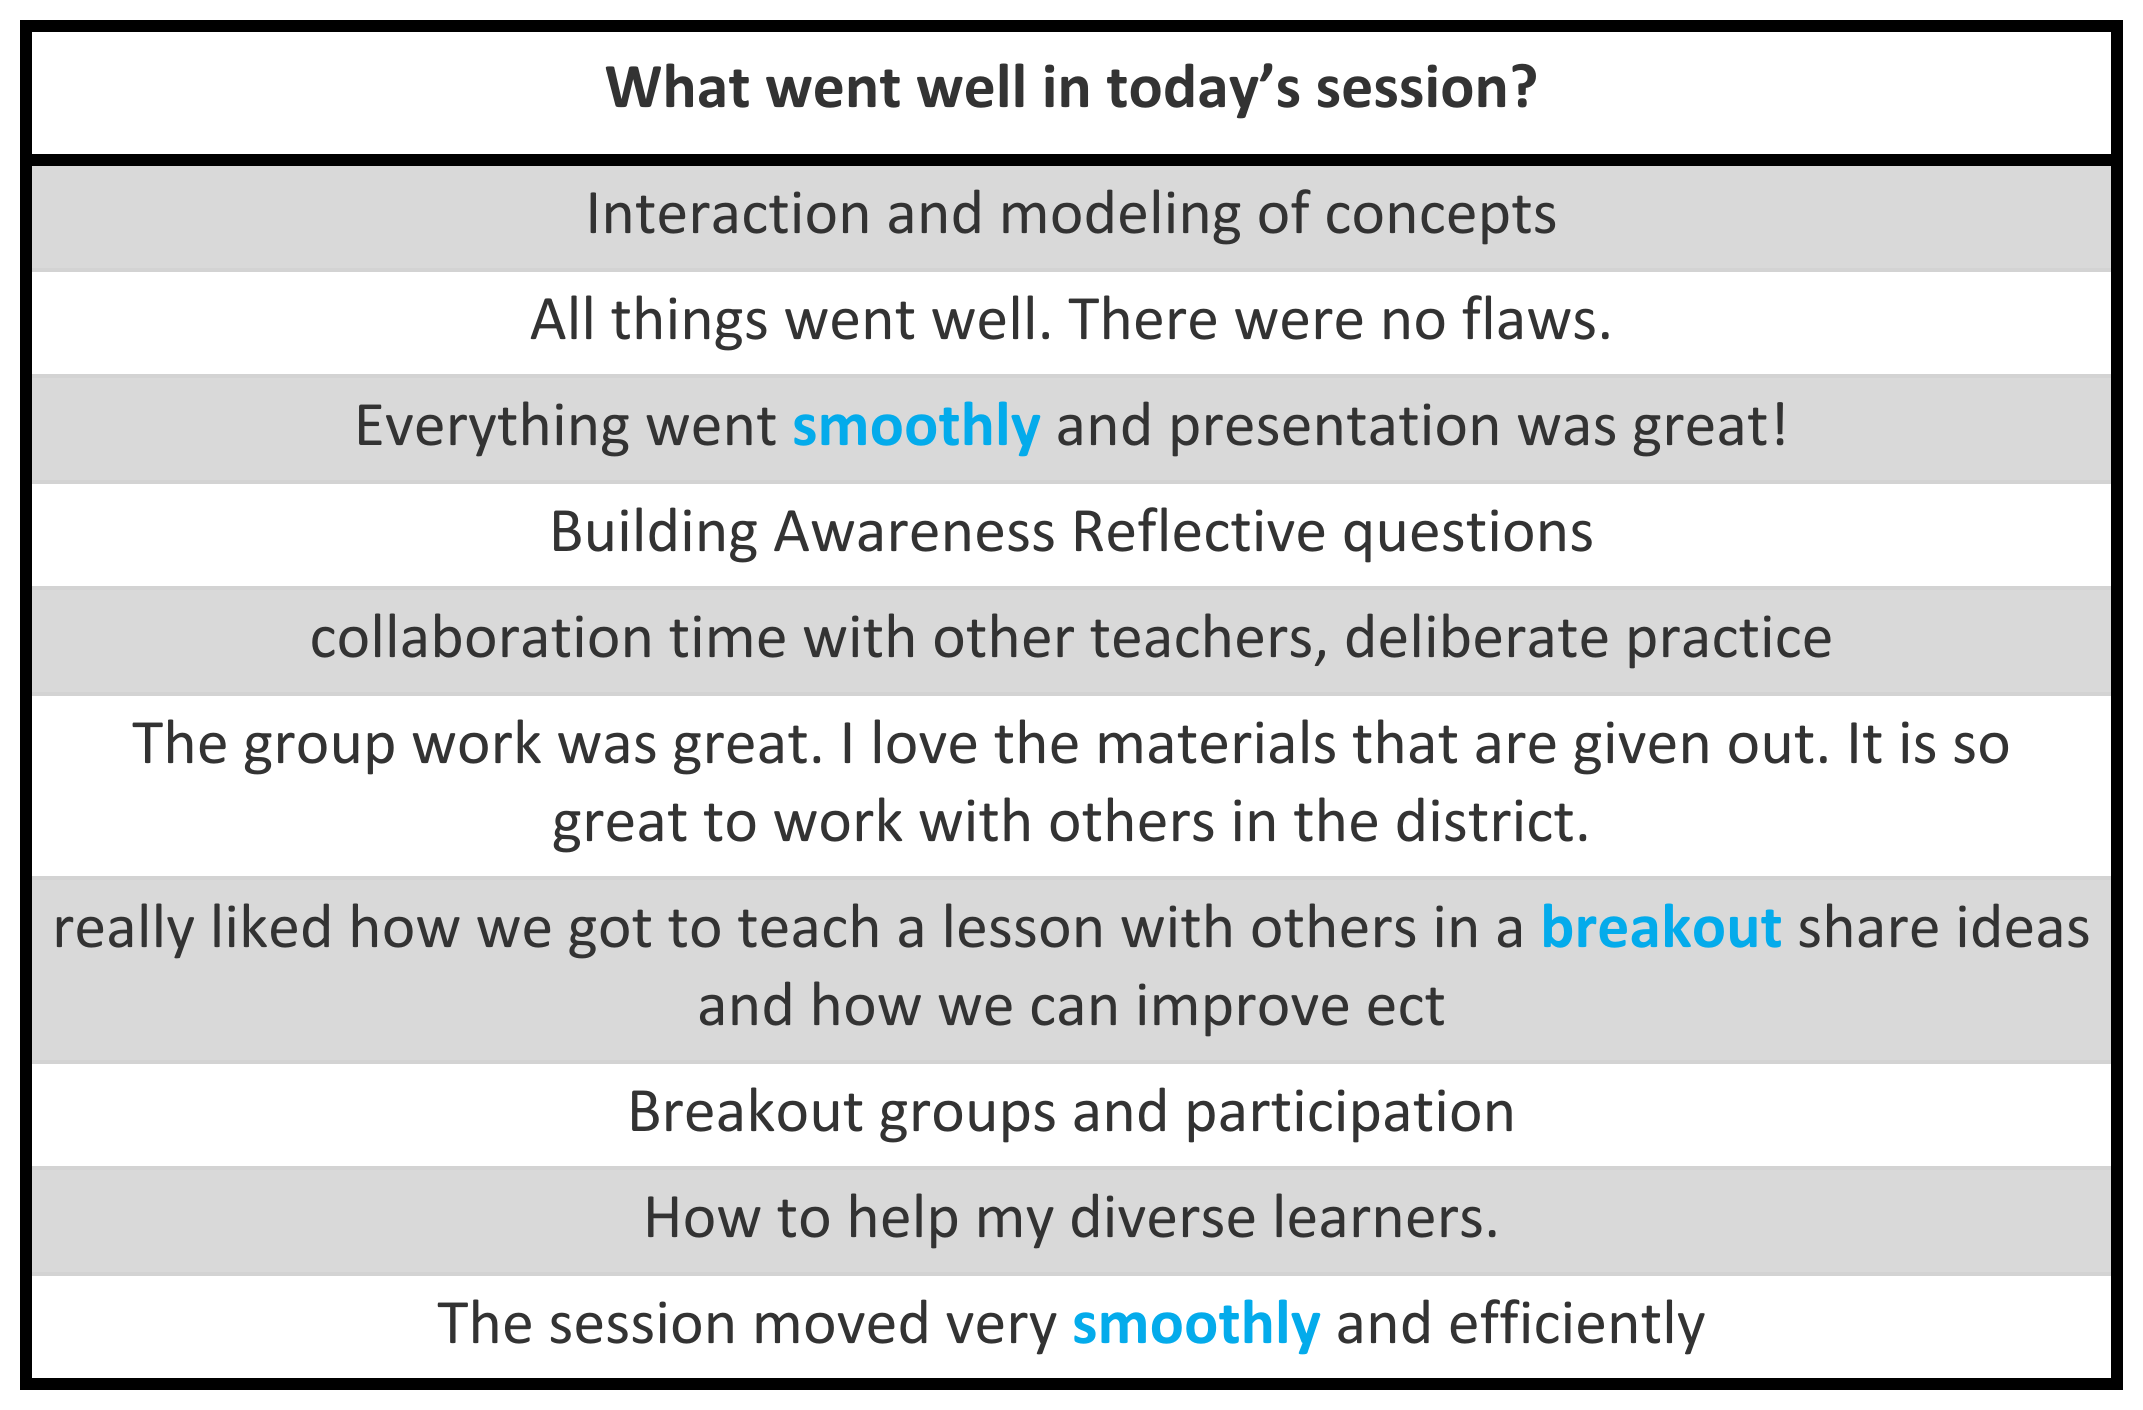 What went well in today’s session?
Interaction and modeling of concepts
All things went well. There were no flaws.
Everything went smoothly and presentation was great!
Building Awareness Reflective questions
collaboration time with other teachers, deliberate practice
The group work was great. I love the materials that are given out. It is so
great to work with others in the district.
really liked how we got to teach a lesson with others in a breakout share ideas
and how we can improve ect
Breakout groups and participation
How to help my diverse learners.
The session moved very smoothly and efficiently